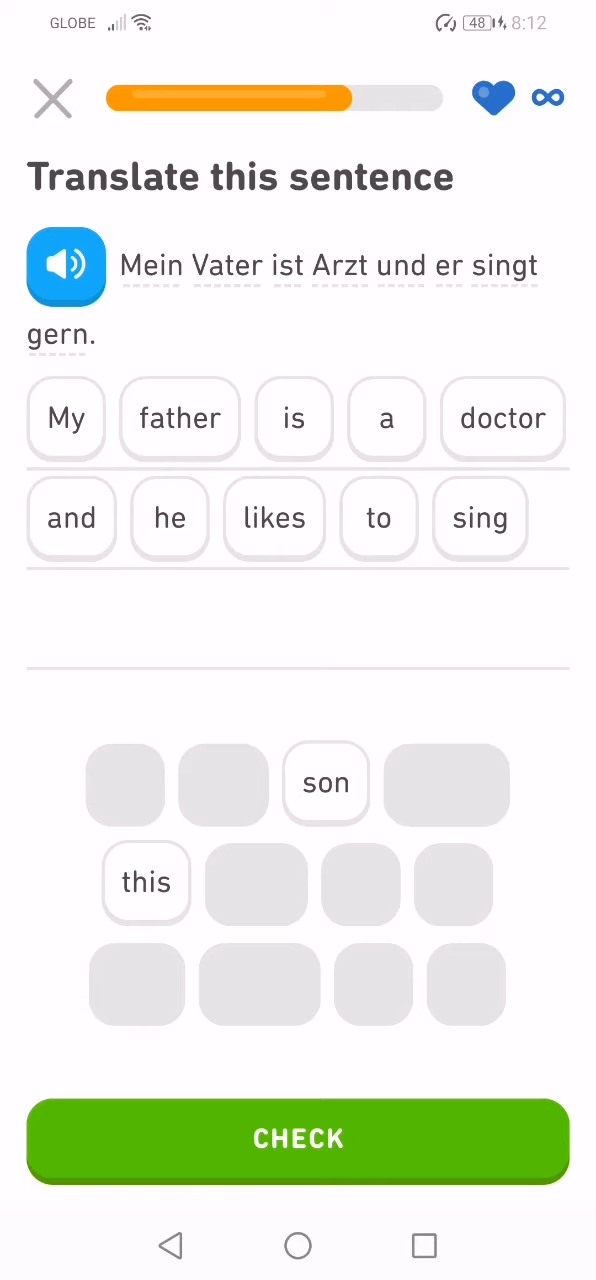 GLOBE 48 8:12
Translate this sentence
Mein Vater ist Arzt und er singt
gern.
My father is a doctor
and he likes to sing
son
this
CHECK